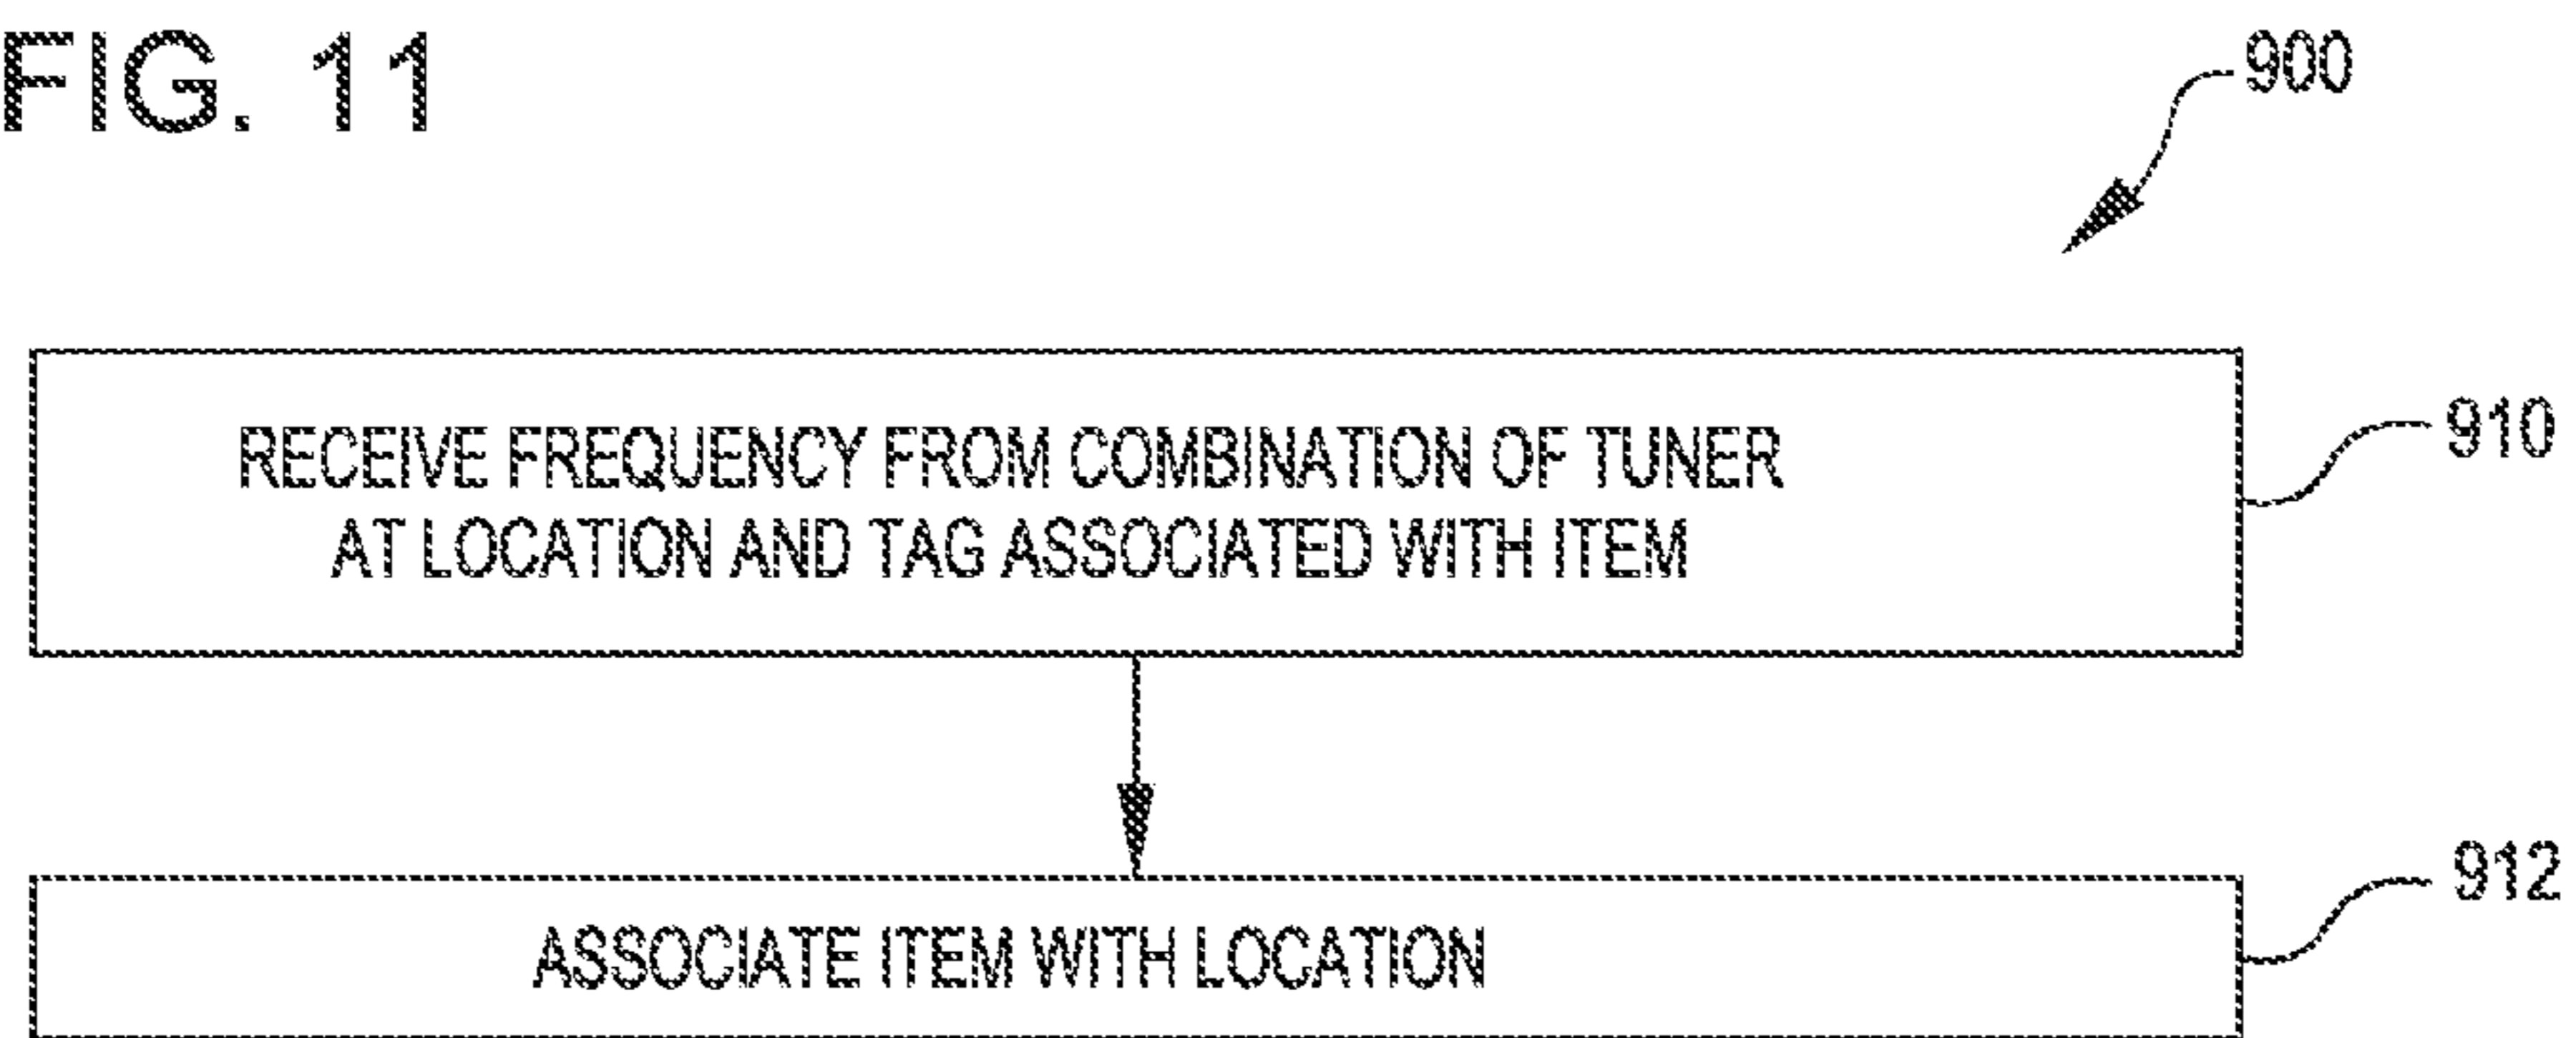 FIG. 11
900
RECEIVE FREQUENCY FROM COMBINATION OF TUNER
AT LOCATION AND TAG ASSOCIATED WITH ITEM
910
ASSOCIATE ITEM WITH LOCATION
912